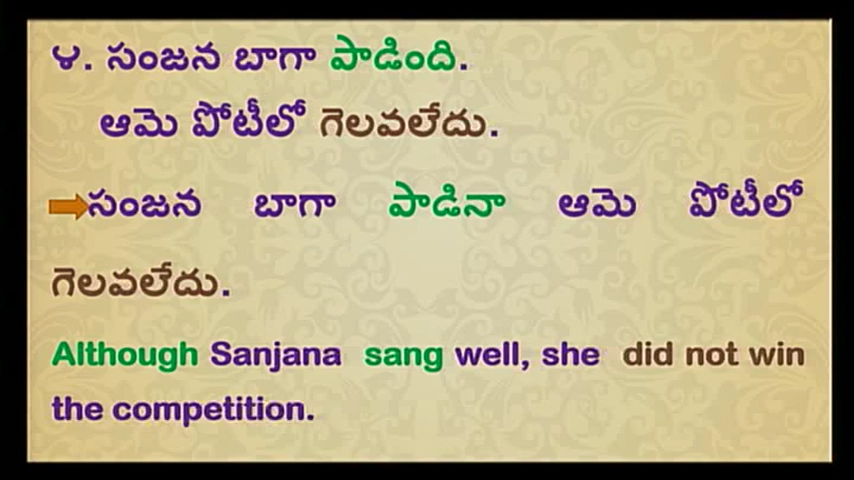 ౪. సంజన బాగా పాడింది.
ఆమె పోటీలో గెలవలేదు.
సంజన బాగా పాడినా ఆమె పోటీలో
గెలవలేదు.
Although Sanjana sang well, she did not win
the competition.